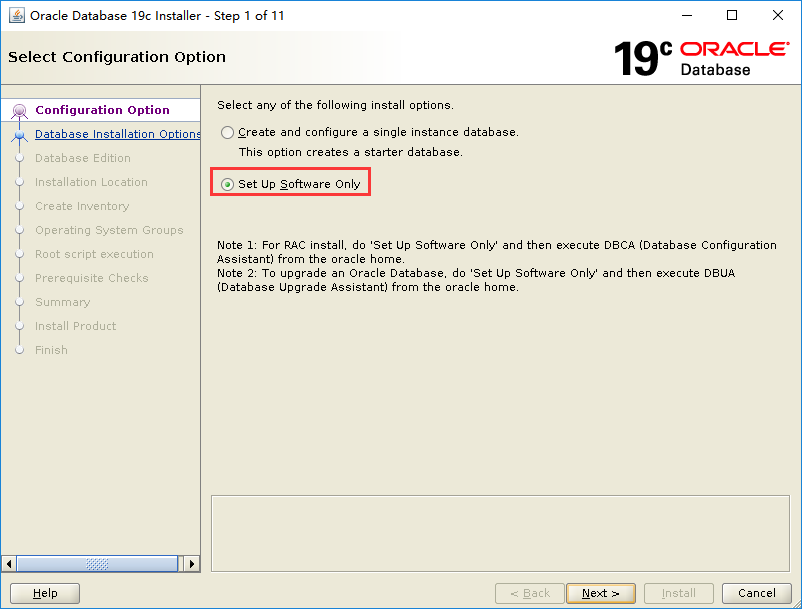 Oracle Database 19c Installer - Step 1 of 11
Select Configuration Option
19c ORACLE
Database
Configuration Option
Database Installation Options
Database Edition
Installation Location
Create Inventory
Operating System Groups
Root script execution
Prerequisite Checks
Summary
Install Product
Finish
Select any of the following install options.
Create and configure a single instance database.
This option creates a starter database.
Set Up Software Only
Note 1: For RAC install, do 'Set Up Software Only' and then execute DBCA (Database Configuration
Assistant) from the oracle home.
Note 2: To upgrade an Oracle Database, do 'Set Up Software Only' and then execute DBUA
(Database Upgrade Assistant) from the oracle home.
Help
< Back
Next >
Install
Cancel